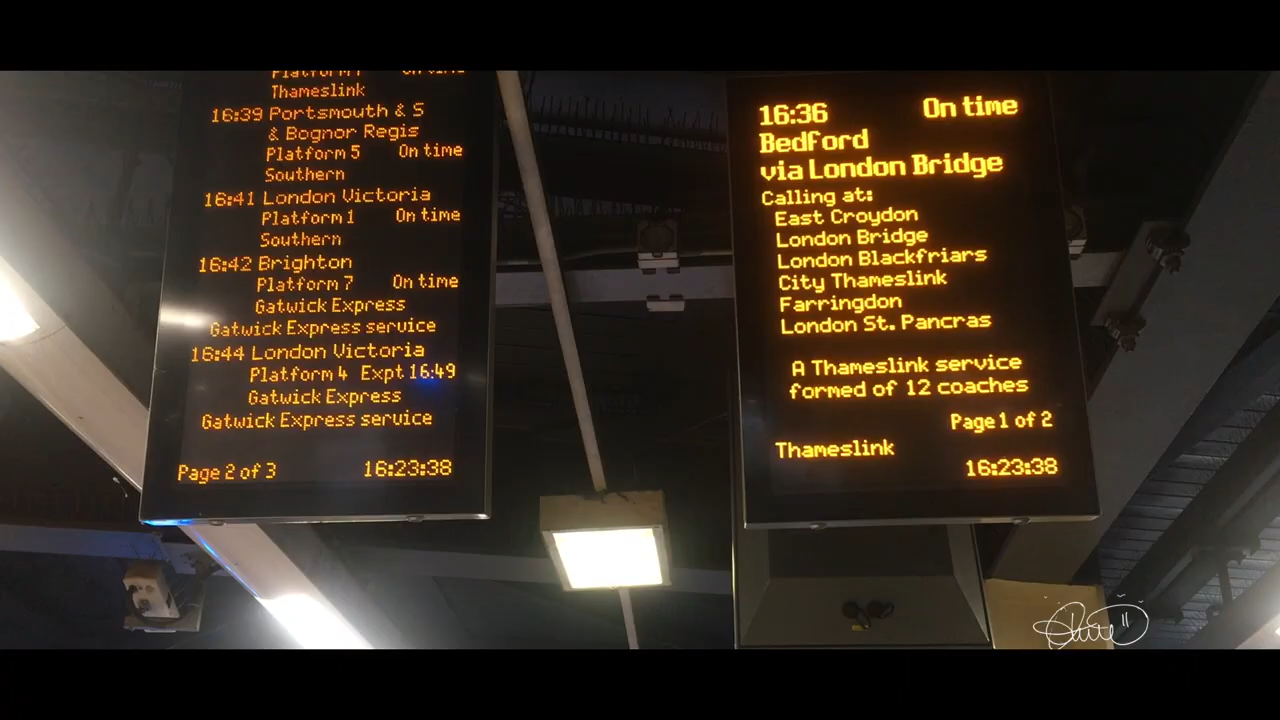 Platform 7 On time
Thameslink
16:39 Portsmouth & S
& Bognor Regis
Platform 5 On time
Southern
16:41 London Victoria
Platform 1 On time
Southern
16:42 Brighton
Platform 7 On time
Gatwick Express
Gatwick Express service
16:44 London Victoria
Platform 4 Expt 16:49
Gatwick Express
Gatwick Express service
Page 2 of 3 16:23:38
16:36 On time
Bedford
via London Bridge
Calling at:
East Croydon
London Bridge
London Blackfriars
City Thameslink
Farringdon
London St. Pancras
A Thameslink service
formed of 12 coaches
Page 1 of 2
Thameslink
16:23:38